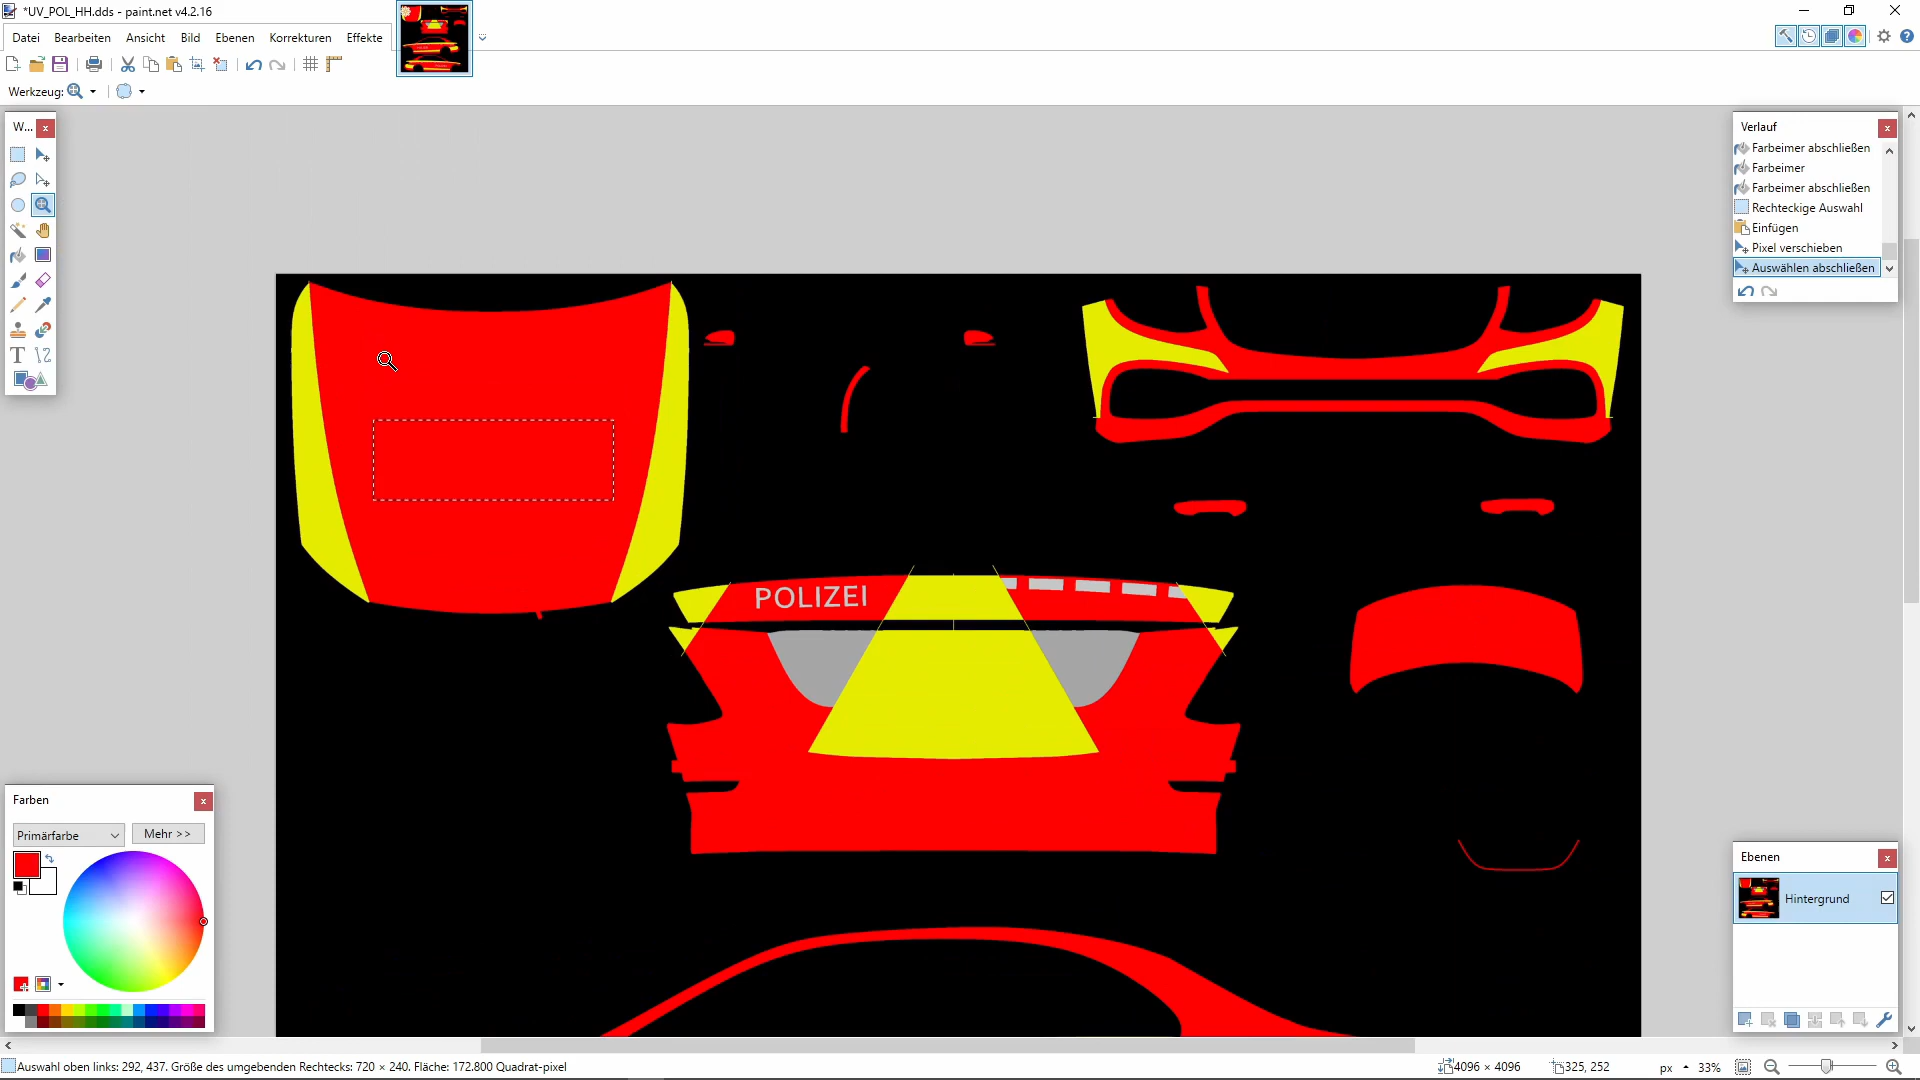 *UV_POL_HH.dds - paint.net v4.2.16
Datei Bearbeiten Ansicht Bild Ebenen Korrekturen Effekte
Werkzeug:
W...
Verlauf
Farbeimer abschließen
Farbeimer
Farbeimer abschließen
Rechteckige Auswahl
Einfügen
Pixel verschieben
Auswählen abschließen
POLIZEI
Farben
Primärfarbe
Mehr >>
Ebenen
Hintergrund
Auswahl oben links: 292, 437. Größe des umgebenden Rechtecks: 720 × 240. Fläche: 172.800 Quadrat-pixel
4096 × 4096
325, 252
px
33%